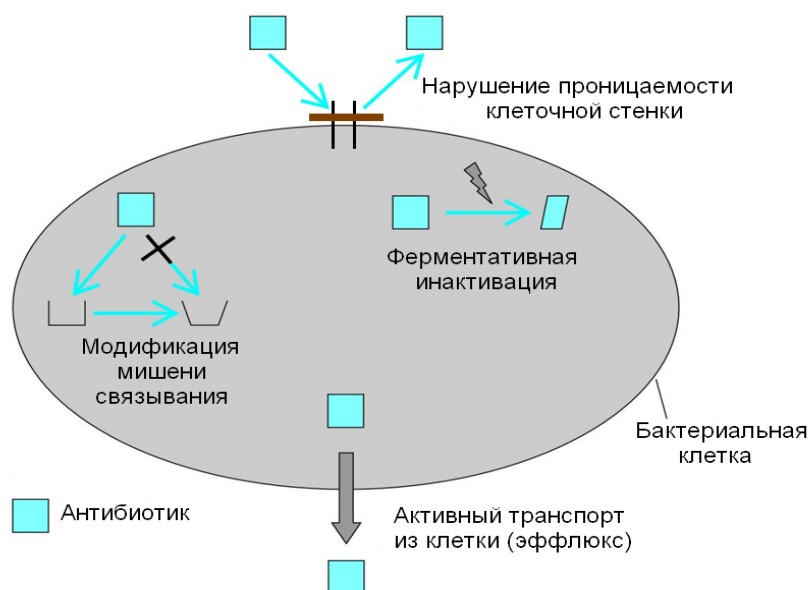 Нарушение проницаемости
клеточной стенки
Ферментативная
инактивация
Модификация
мишени
связывания
Бактериальная
клетка
Антибиотик
Активный транспорт
из клетки (эффлюкс)